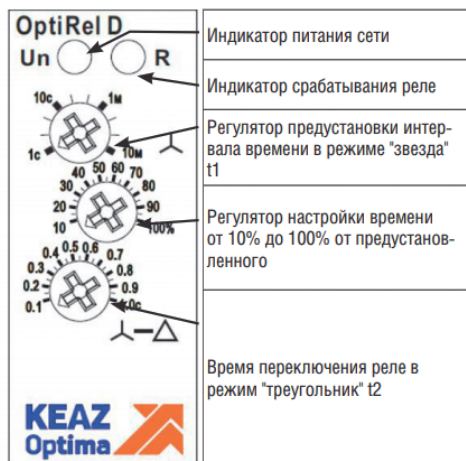 OptiRel D
Un R
10с 1м
1с 10м
10 20 30 40 50 60 70 80 90 100%
0.1 0.2 0.3 0.4 0.5 0.6 0.7 0.8 0.9
KEAZ
Optima
Индикатор питания сети
Индикатор срабатывания реле
Регулятор предустановки интер-
вала времени в режиме "звезда"
t1
Регулятор настройки времени
от 10% до 100% от предустанов-
ленного
Время переключения реле в
режим "треугольник" t2